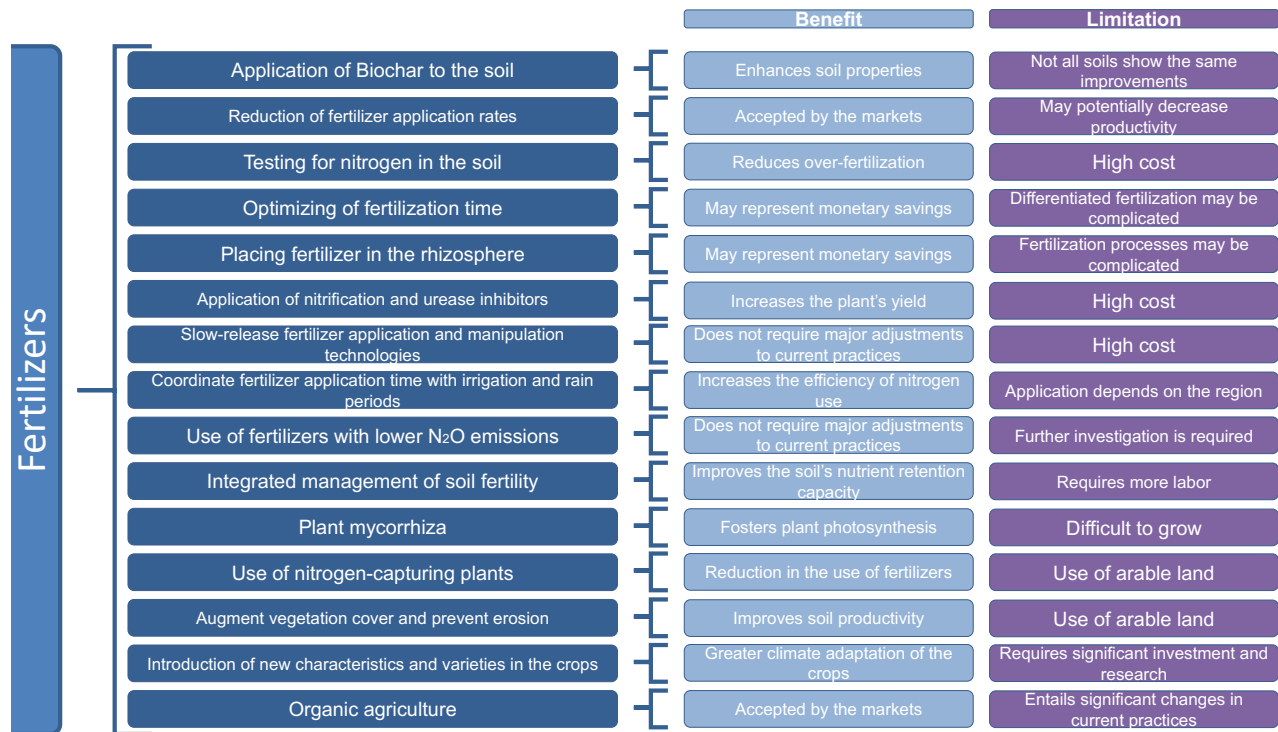 Benefit
Limitation
Fertilizers
Application of Biochar to the soil
Enhances soil properties
Not all soils show the same
improvements
Reduction of fertilizer application rates
Accepted by the markets
May potentially decrease
productivity
Testing for nitrogen in the soil
Reduces over-fertilization
High cost
Optimizing of fertilization time
May represent monetary savings
Differentiated fertilization may be
complicated
Placing fertilizer in the rhizosphere
May represent monetary savings
Fertilization processes may be
complicated
Application of nitrification and urease inhibitors
Increases the plant's yield
High cost
Slow-release fertilizer application and manipulation
technologies
Does not require major adjustments
to current practices
High cost
Coordinate fertilizer application time with irrigation and rain
periods
Increases the efficiency of nitrogen
use
Application depends on the region
Use of fertilizers with lower N₂O emissions
Does not require major adjustments
to current practices
Further investigation is required
Integrated management of soil fertility
Improves the soil's nutrient retention
capacity
Requires more labor
Plant mycorrhiza
Fosters plant photosynthesis
Difficult to grow
Use of nitrogen-capturing plants
Reduction in the use of fertilizers
Use of arable land
Augment vegetation cover and prevent erosion
Improves soil productivity
Use of arable land
Introduction of new characteristics and varieties in the crops
Greater climate adaptation of the
crops
Requires significant investment and
research
Organic agriculture
Accepted by the markets
Entails significant changes in
current practices